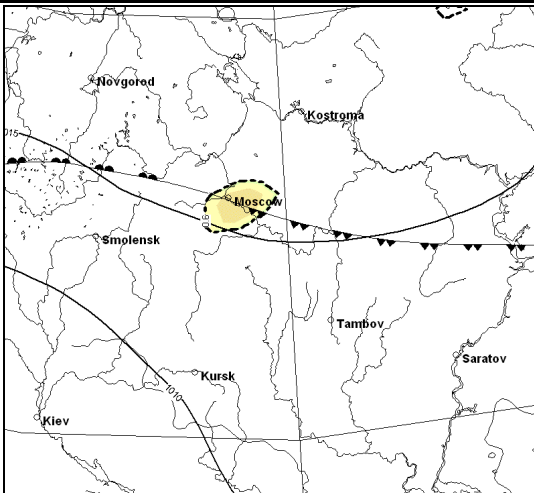 Novgorod
Kostroma
015
Moscow
Smolensk
Tambov
Saratov
Kursk
1010
Kiev